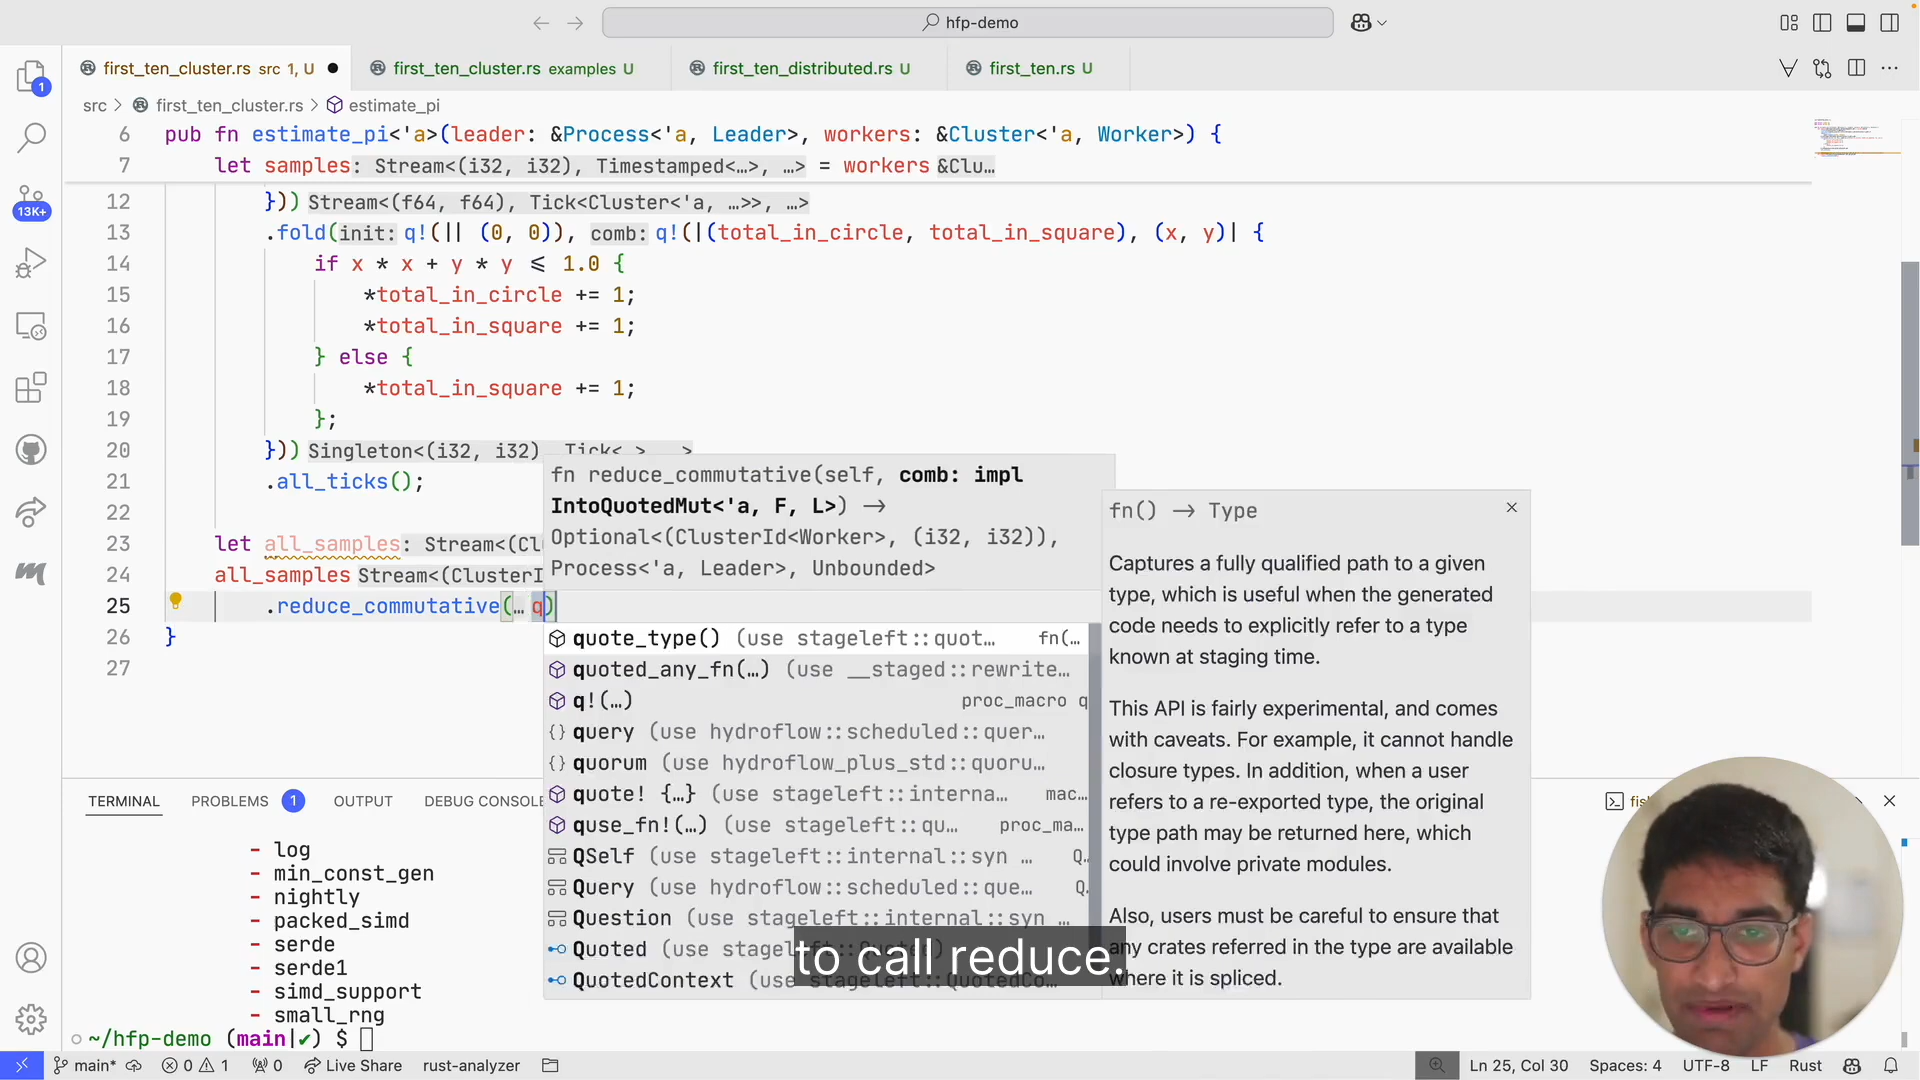 hfp-demo
first_ten_cluster.rs src 1, U
first_ten_cluster.rs examples U
first_ten_distributed.rs U
first_ten.rs U
src > first_ten_cluster.rs > estimate_pi
1
13K+
6 pub fn estimate_pi<'a>(leader: &Process<'a, Leader>, workers: &Cluster<'a, Worker>) {
7 let samples: Stream<(i32, i32), Timestamped<…>, …> = workers &Clu…
12 })) Stream<(f64, f64), Tick<Cluster<'a, …>>, …>
13 .fold(init: q!(|| (0, 0)), comb: q!(|(total_in_circle, total_in_square), (x, y)| {
14 if x * x + y * y <= 1.0 {
15 *total_in_circle += 1;
16 *total_in_square += 1;
17 } else {
18 *total_in_square += 1;
19 };
20 })) Singleton<(i32, i32), Tick<…>, …>
21 .all_ticks();
22
23 let all_samples: Stream<(Cl
24 all_samples Stream<(ClusterI
25 .reduce_commutative(… q)
26 }
27
fn reduce_commutative(self, comb: impl
IntoQuotedMut<'a, F, L>) ->
Optional<(ClusterId<Worker>, (i32, i32)),
Process<'a, Leader>, Unbounded>
quote_type() (use stageleft::quot… fn(…
quoted_any_fn(…) (use __staged::rewrite…
q!(…) proc_macro q
query (use hydroflow::scheduled::quer…
quorum (use hydroflow_plus_std::quoru…
quote! {…} (use stageleft::interna… mac…
quse_fn!(…) (use stageleft::qu… proc_ma…
QSelf (use stageleft::internal::syn … Q.
Query (use hydroflow::scheduled::que… Q.
Question (use stageleft::internal::syn …
Quoted (use stageleft::Quoted)
QuotedContext (use stageleft::QuotedCo…
fn() -> Type
Captures a fully qualified path to a given
type, which is useful when the generated
code needs to explicitly refer to a type
known at staging time.
This API is fairly experimental, and comes
with caveats. For example, it cannot handle
closure types. In addition, when a user
refers to a re-exported type, the original
type path may be returned here, which
could involve private modules.
Also, users must be careful to ensure that
any crates referred in the type are available
where it is spliced.
to call reduce.
TERMINAL PROBLEMS 1 OUTPUT DEBUG CONSOLE
- log
- min_const_gen
- nightly
- packed_simd
- serde
- serde1
- simd_support
- small_rng
~/hfp-demo (main|✔) $
main* 0 1 0 Live Share rust-analyzer
Ln 25, Col 30 Spaces: 4 UTF-8 LF Rust